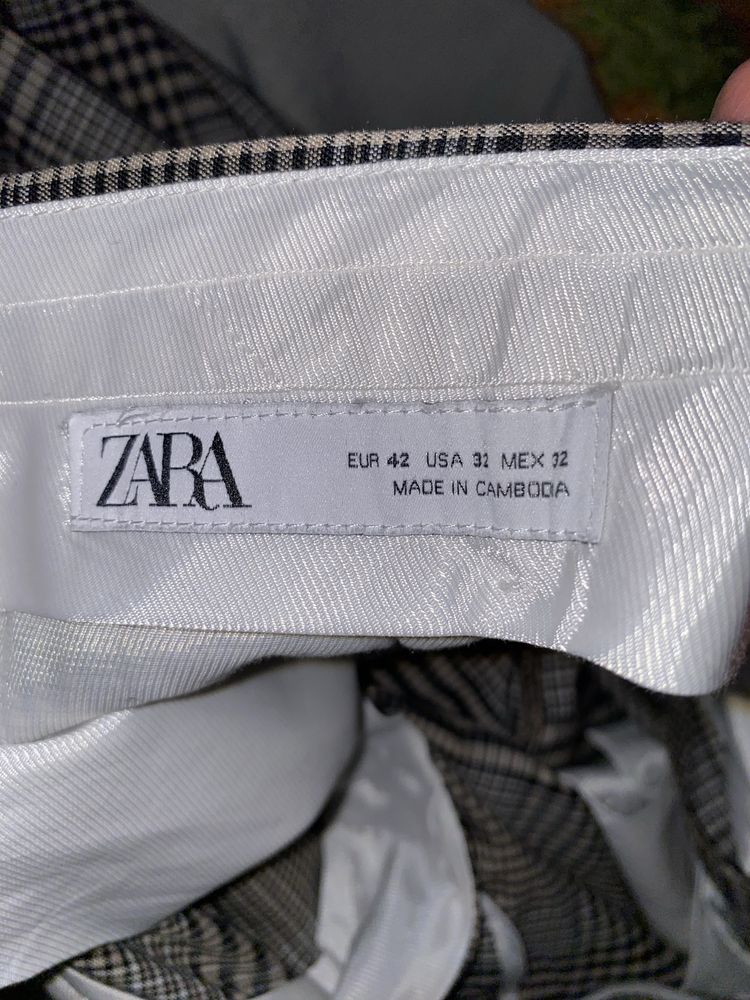 ZARA
EUR 42 USA 32 MEX 32
MADE IN CAMBODIA